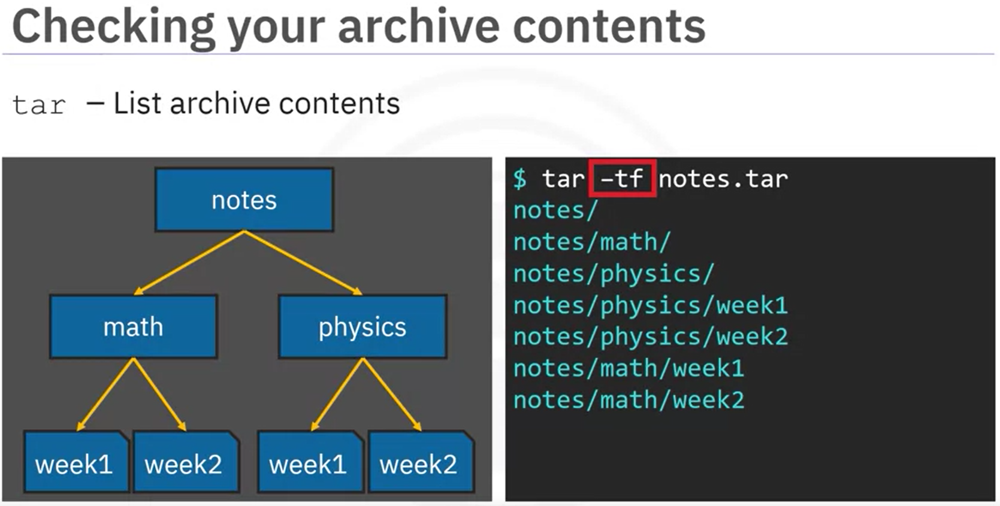 Checking your archive contents
tar – List archive contents
notes
math
physics
week1
week2
week1
week2
$ tar –tf notes.tar
notes/
notes/math/
notes/physics/
notes/physics/week1
notes/physics/week2
notes/math/week1
notes/math/week2